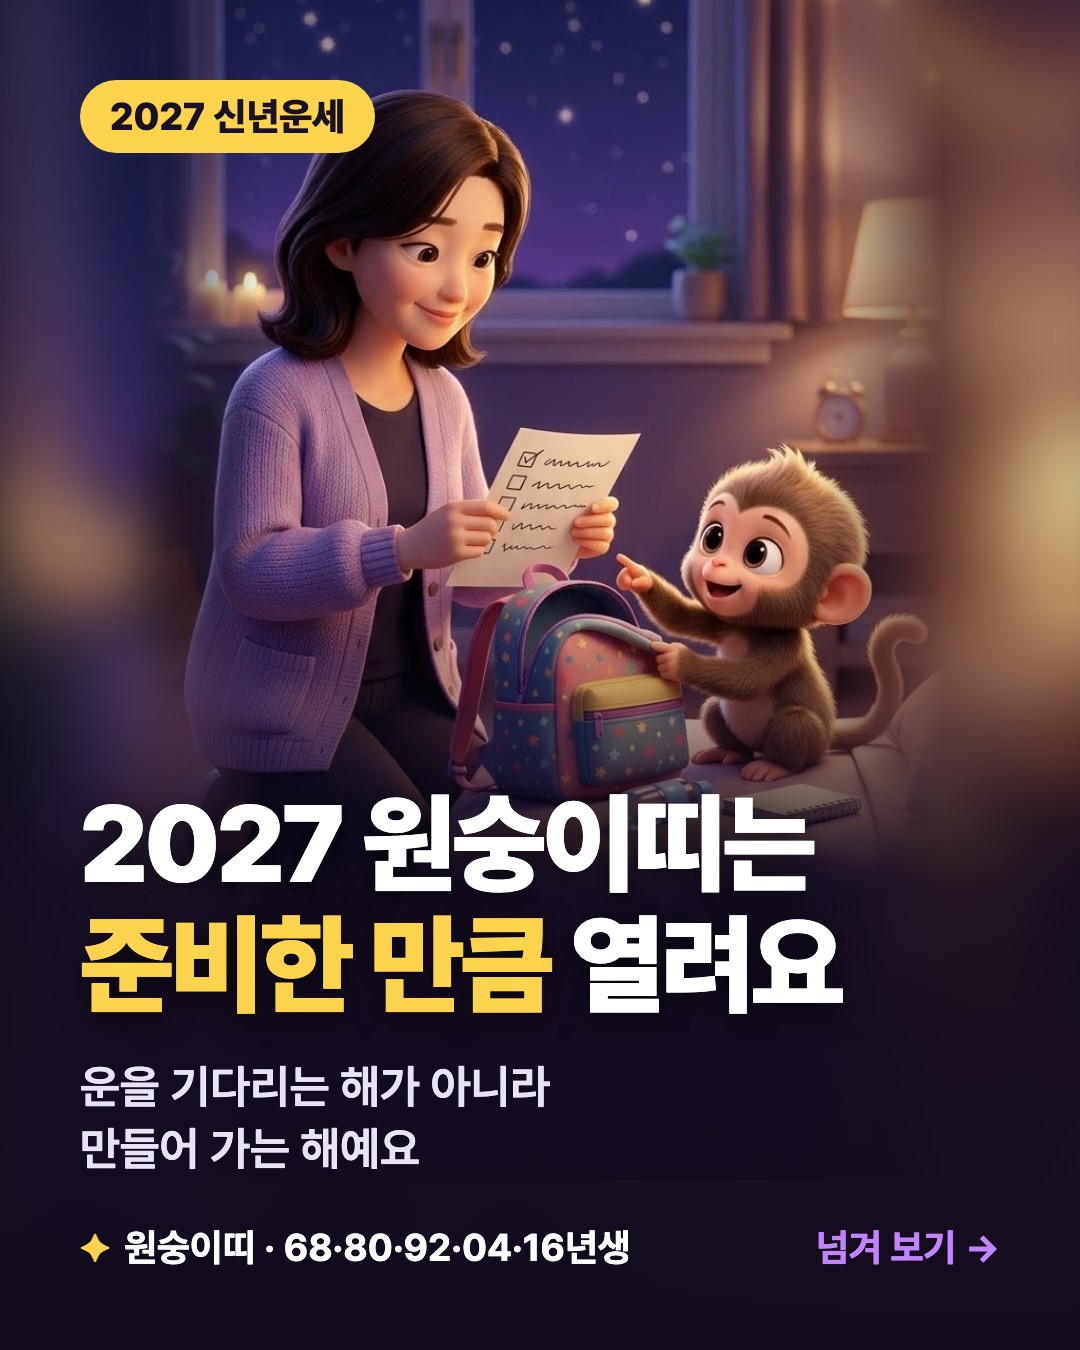 2027 신년운세
2027 원숭이띠는
준비한 만큼 열려요
운을 기다리는 해가 아니라
만들어 가는 해예요
원숭이띠 · 68·80·92·04·16년생
넘겨 보기 →